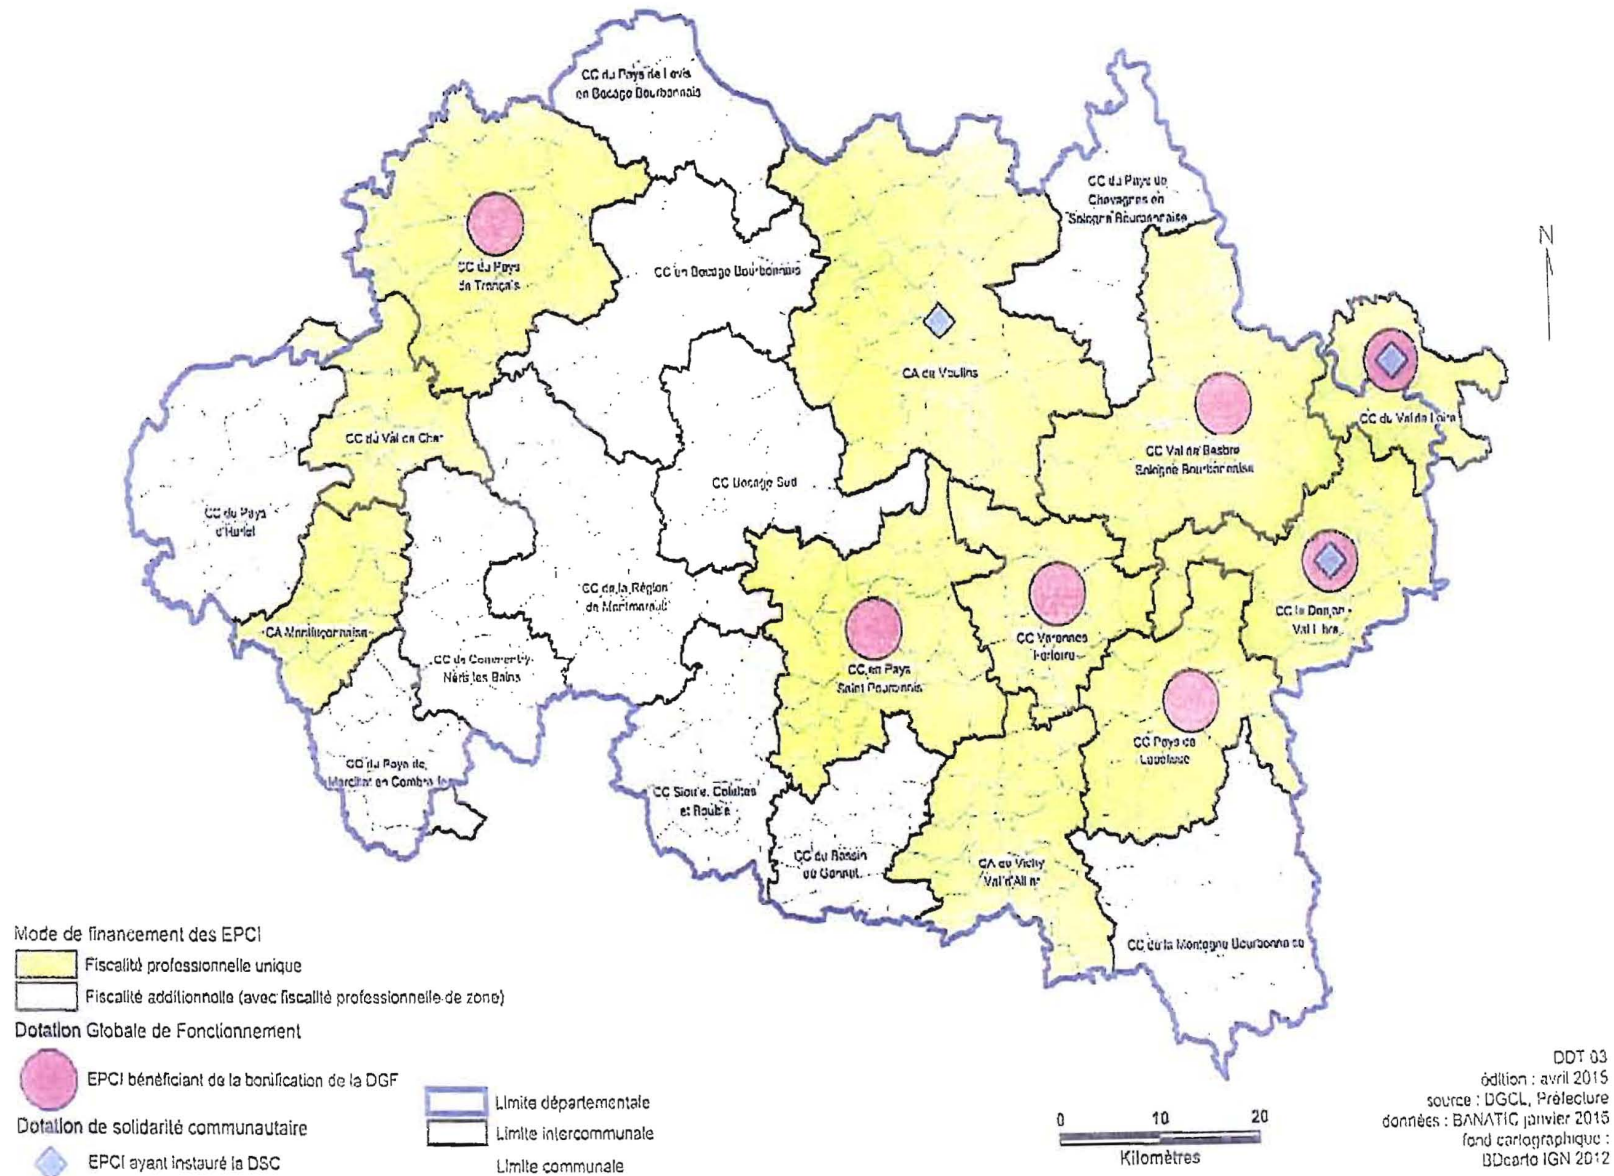 CC du Pays de Levis
en Bocage Bourbonnais
CC du Pays de
Chevagnes en
Sologne Bourbonnaise
N
CC du Pays
de Tronçais
CC en Bocage Bourbonnais
CA de Moulins
CC du Val de Cher
CC du Val de Loire
CC Val de Besbre
Sologne Bourbonnaise
CC Bocage Sud
CC du Pays
d'Huriel
CC de la Région
de Montmarault
CC le Donjon -
Val Libre
CA Montluçonnaise
CC Varennes
Forterre
CC de Commentry-
Néris les Bains
CC en Pays
Saint Pourcinois
CC Pays de
Lapalisse
CC du Pays de
Marcillat en Combraille
CC Sioule, Colettes
et Bouble
CC du Bassin
de Gannat
CA de Vichy
Val d'Allier
CC de la Montagne Bourbonnaise
Mode de financement des EPCI
Fiscalité professionnelle unique
Fiscalité additionnelle (avec fiscalité professionnelle de zone)
Dotation Globale de Fonctionnement
EPCI bénéficiant de la bonification de la DGF
Dotation de solidarité communautaire
EPCI ayant instauré la DSC
Limite départementale
Limite intercommunale
Limite communale
0 10 20
Kilomètres
DDT 03
édition : avril 2015
source : DGCL, Préfecture
données : BANATIC janvier 2015
fond cartographique :
BDcarto IGN 2012